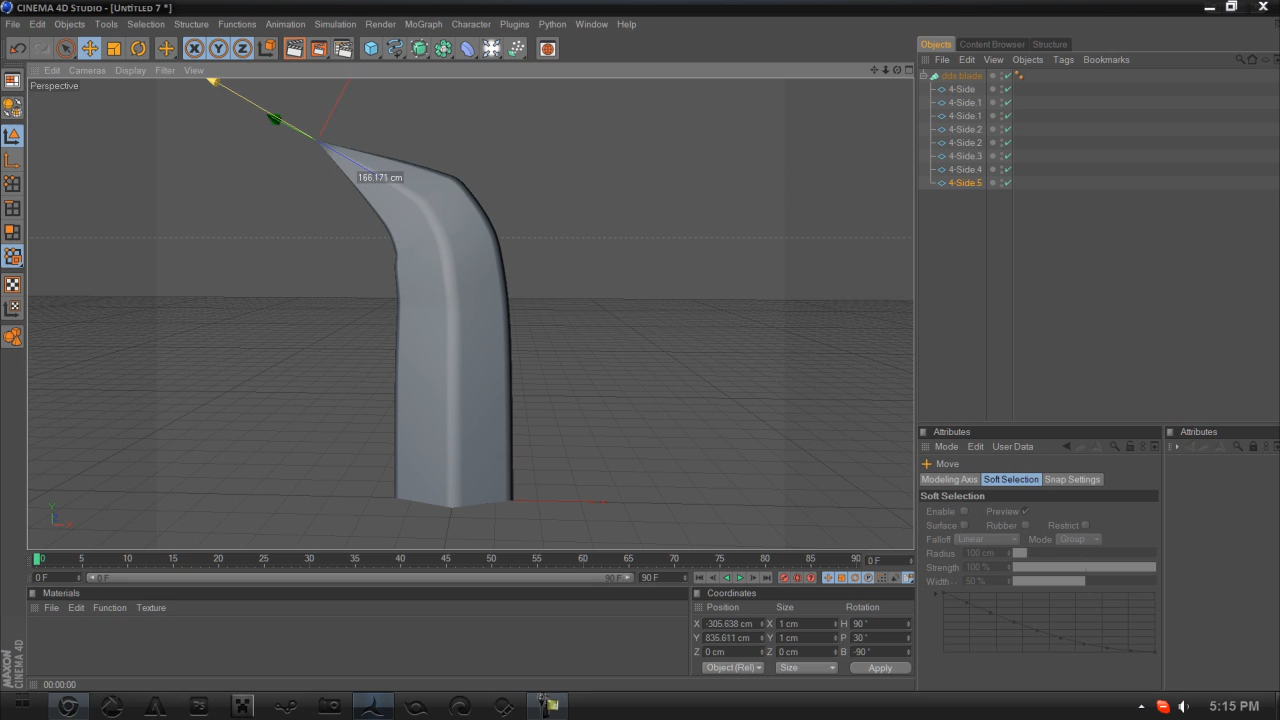 CINEMA 4D Studio - [Untitled 7 *]
File Edit Objects Tools Selection Structure Functions Animation Simulation Render MoGraph Character Plugins Python Window Help
Objects Content Browser Structure
File Edit View Objects Tags Bookmarks
Edit Cameras Display Filter View
Perspective
dds blade
4-Side
4-Side.1
4-Side.1
4-Side.2
4-Side.2
4-Side.3
4-Side.4
4-Side.5
166.171 cm
Y
X
Attributes
Attributes
Mode Edit User Data
Move
Modeling Axis Soft Selection Snap Settings
Soft Selection
Enable Preview
Surface Rubber Restrict
Falloff Linear Mode Group
Radius 100 cm
Strength 100 %
Width 50 %
0 5 10 15 20 25 30 35 40 45 50 55 60 65 70 75 80 85 90 0 F
0 F 0 F 90 F 90 F
Materials
File Edit Function Texture
Coordinates
Position Size Rotation
X -305.638 cm X 1 cm H 90 °
Y 835.611 cm Y 1 cm P 30 °
Z 0 cm Z 0 cm B -90 °
Object (Rel) Size Apply
MAXON
CINEMA 4D
00:00:00
Ps
5:15 PM